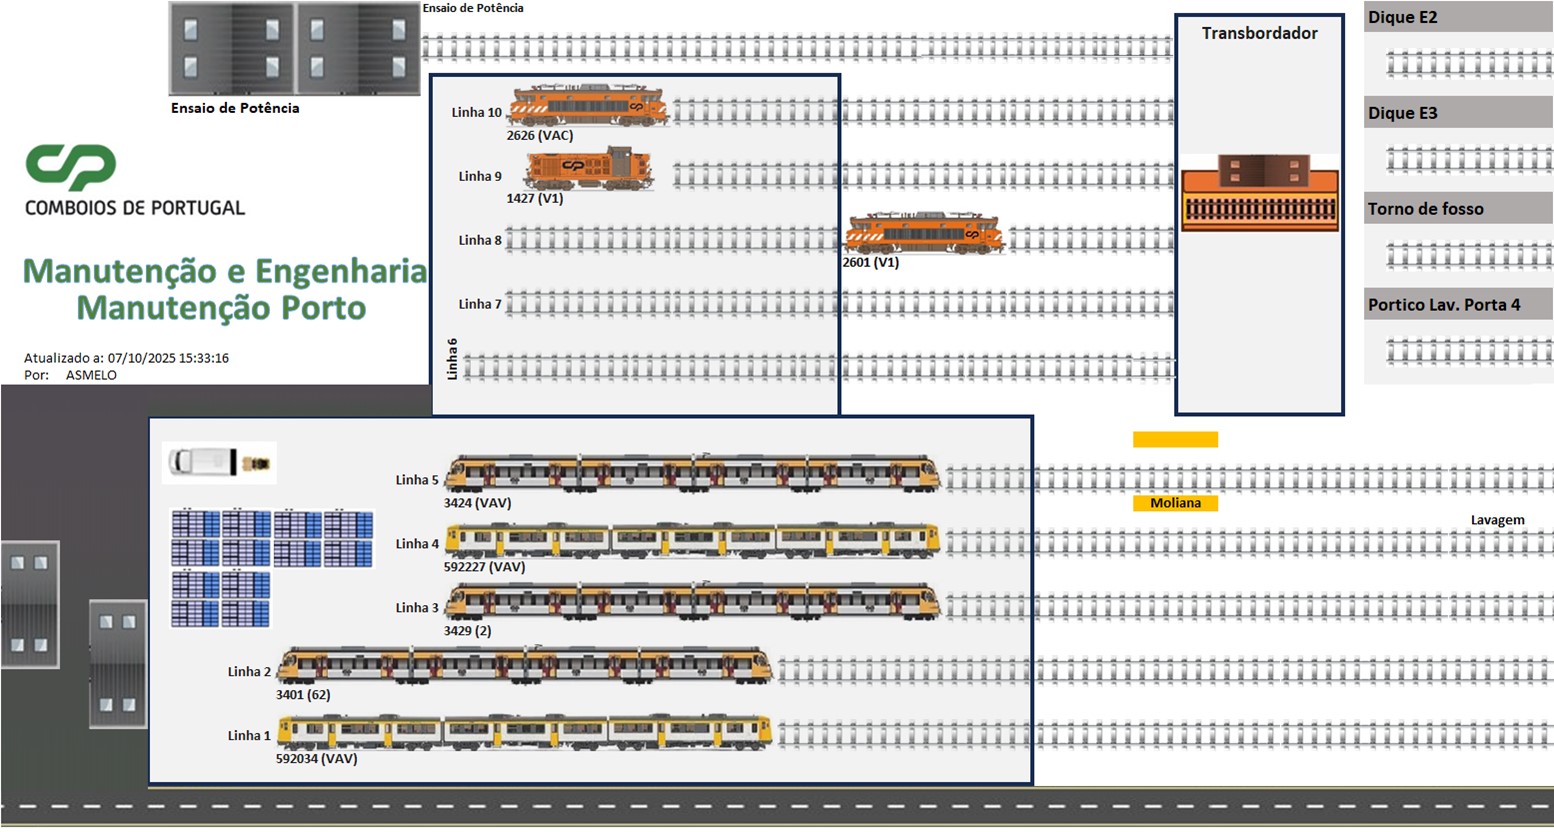 Ensaio de Potência
Ensaio de Potência
CP
COMBOIOS DE PORTUGAL
Manutenção e Engenharia
Manutenção Porto
Atualizado a: 07/10/2025 15:33:16
Por: ASMELO
Linha 10
2626 (VAC)
Linha 9
1427 (V1)
Linha 8
2601 (V1)
Linha 7
Linha 6
Transbordador
Dique E2
Dique E3
Torno de fosso
Portico Lav. Porta 4
Linha 5
3424 (VAV)
Moliana
Lavagem
Linha 4
592227 (VAV)
Linha 3
3429 (2)
Linha 2
3401 (62)
Linha 1
592034 (VAV)